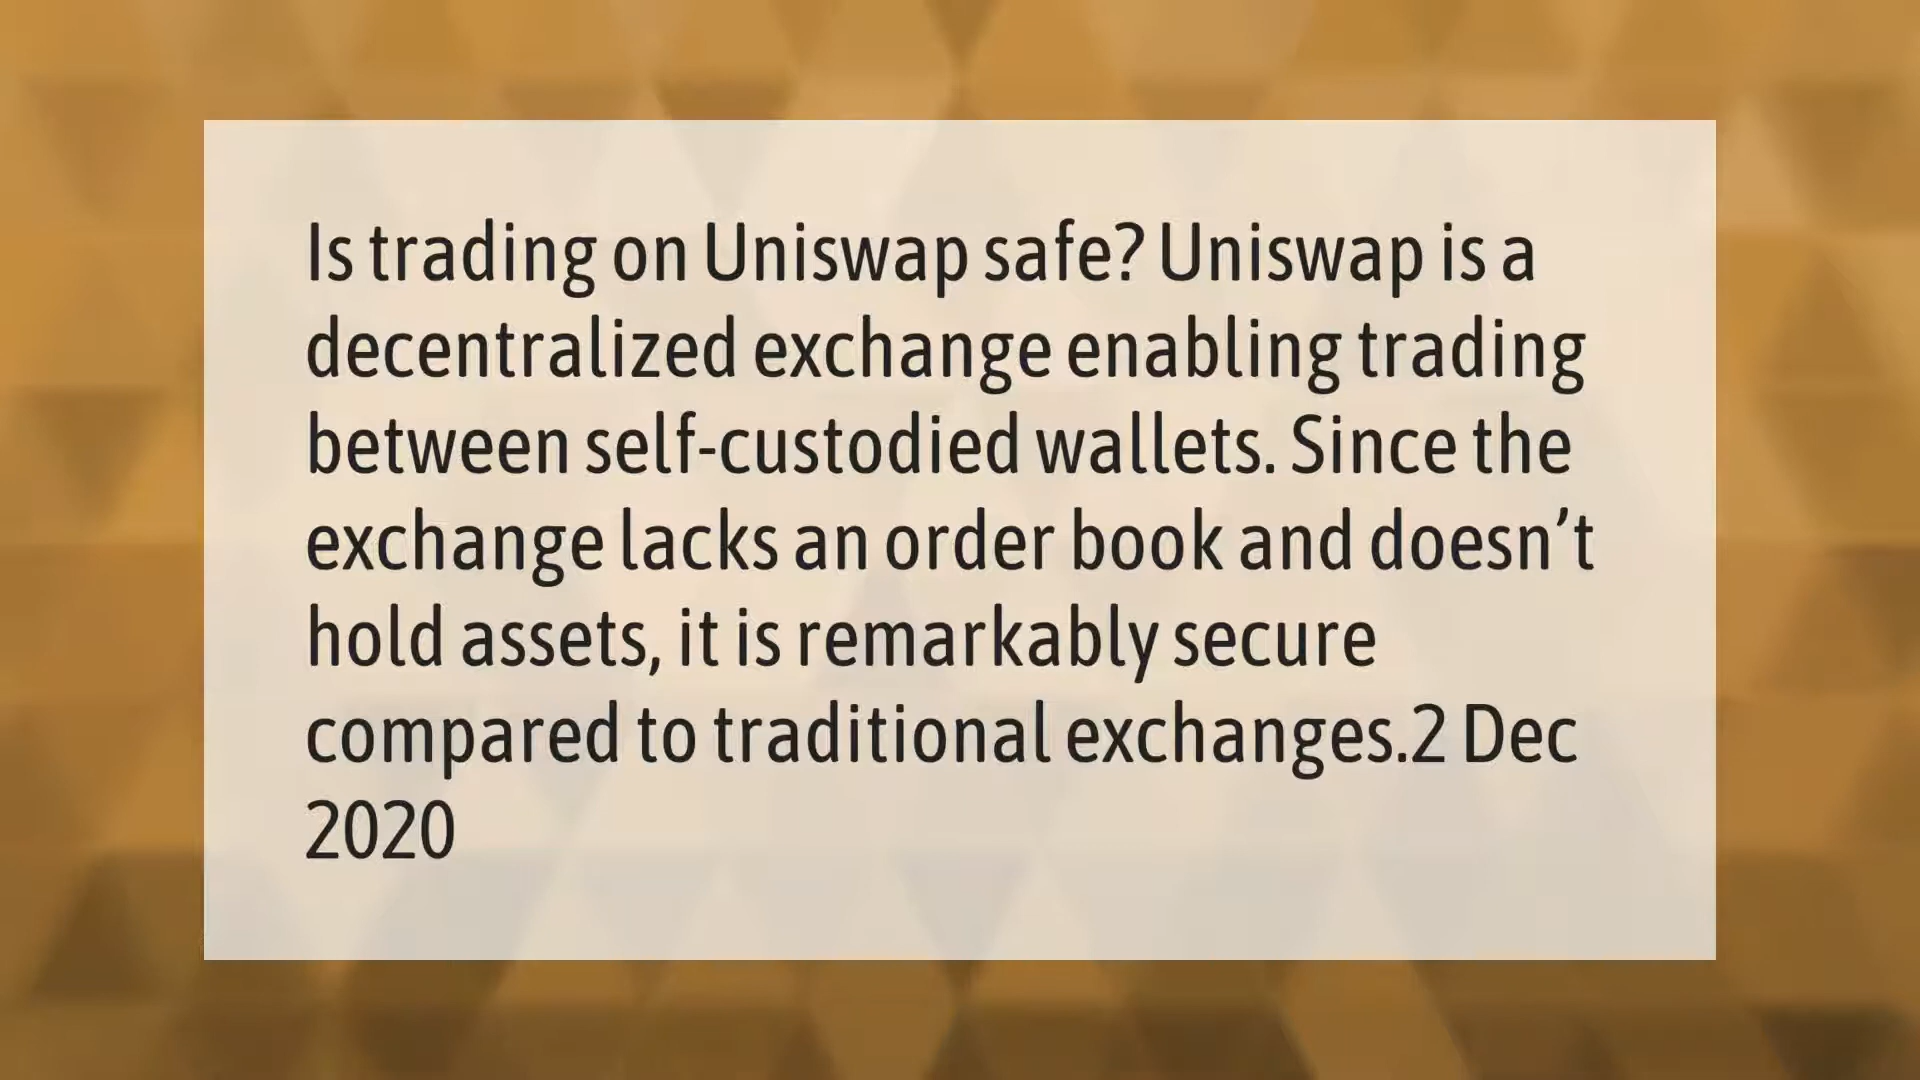 Is trading on Uniswap safe? Uniswap is a
decentralized exchange enabling trading
between self-custodied wallets. Since the
exchange lacks an order book and doesn’t
hold assets, it is remarkably secure
compared to traditional exchanges.2 Dec
2020